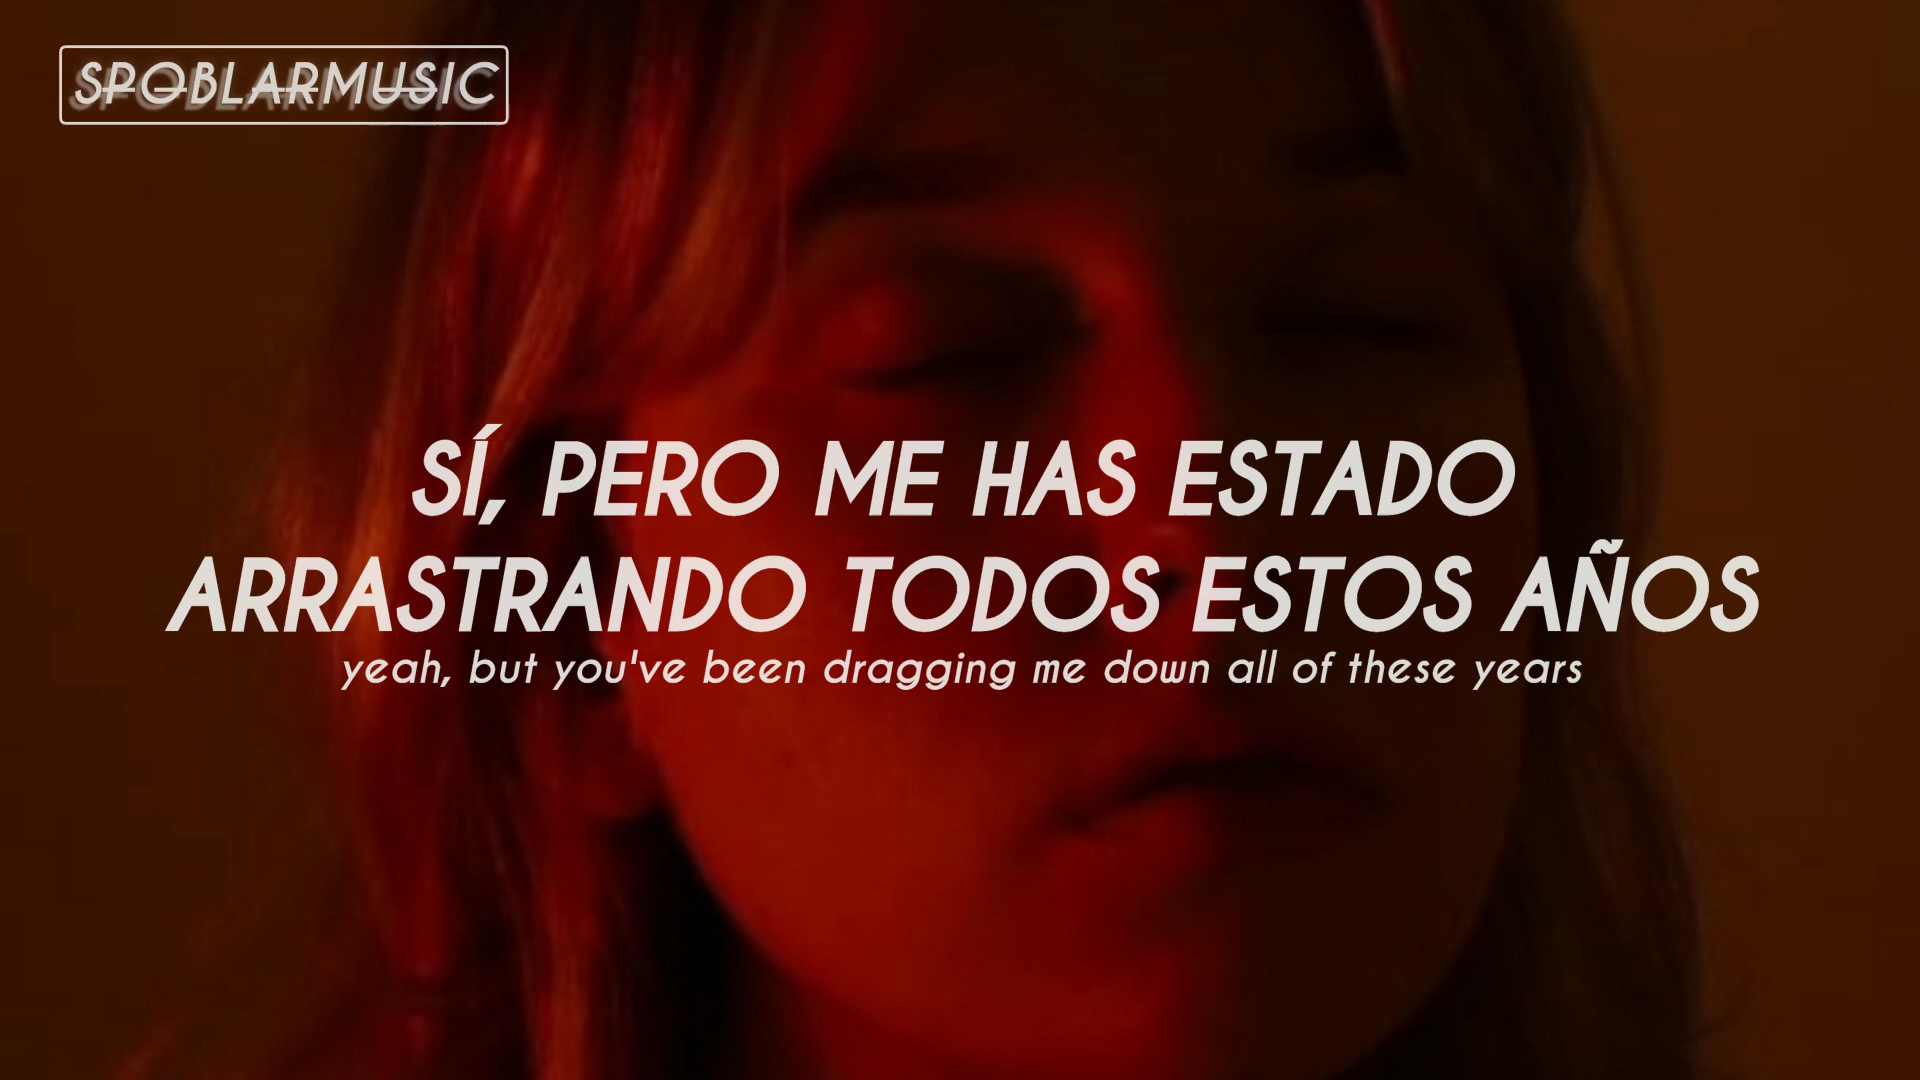 SPOBLARMUSIC
SÍ, PERO ME HAS ESTADO
ARRASTRANDO TODOS ESTOS AÑOS
yeah, but you've been dragging me down all of these years